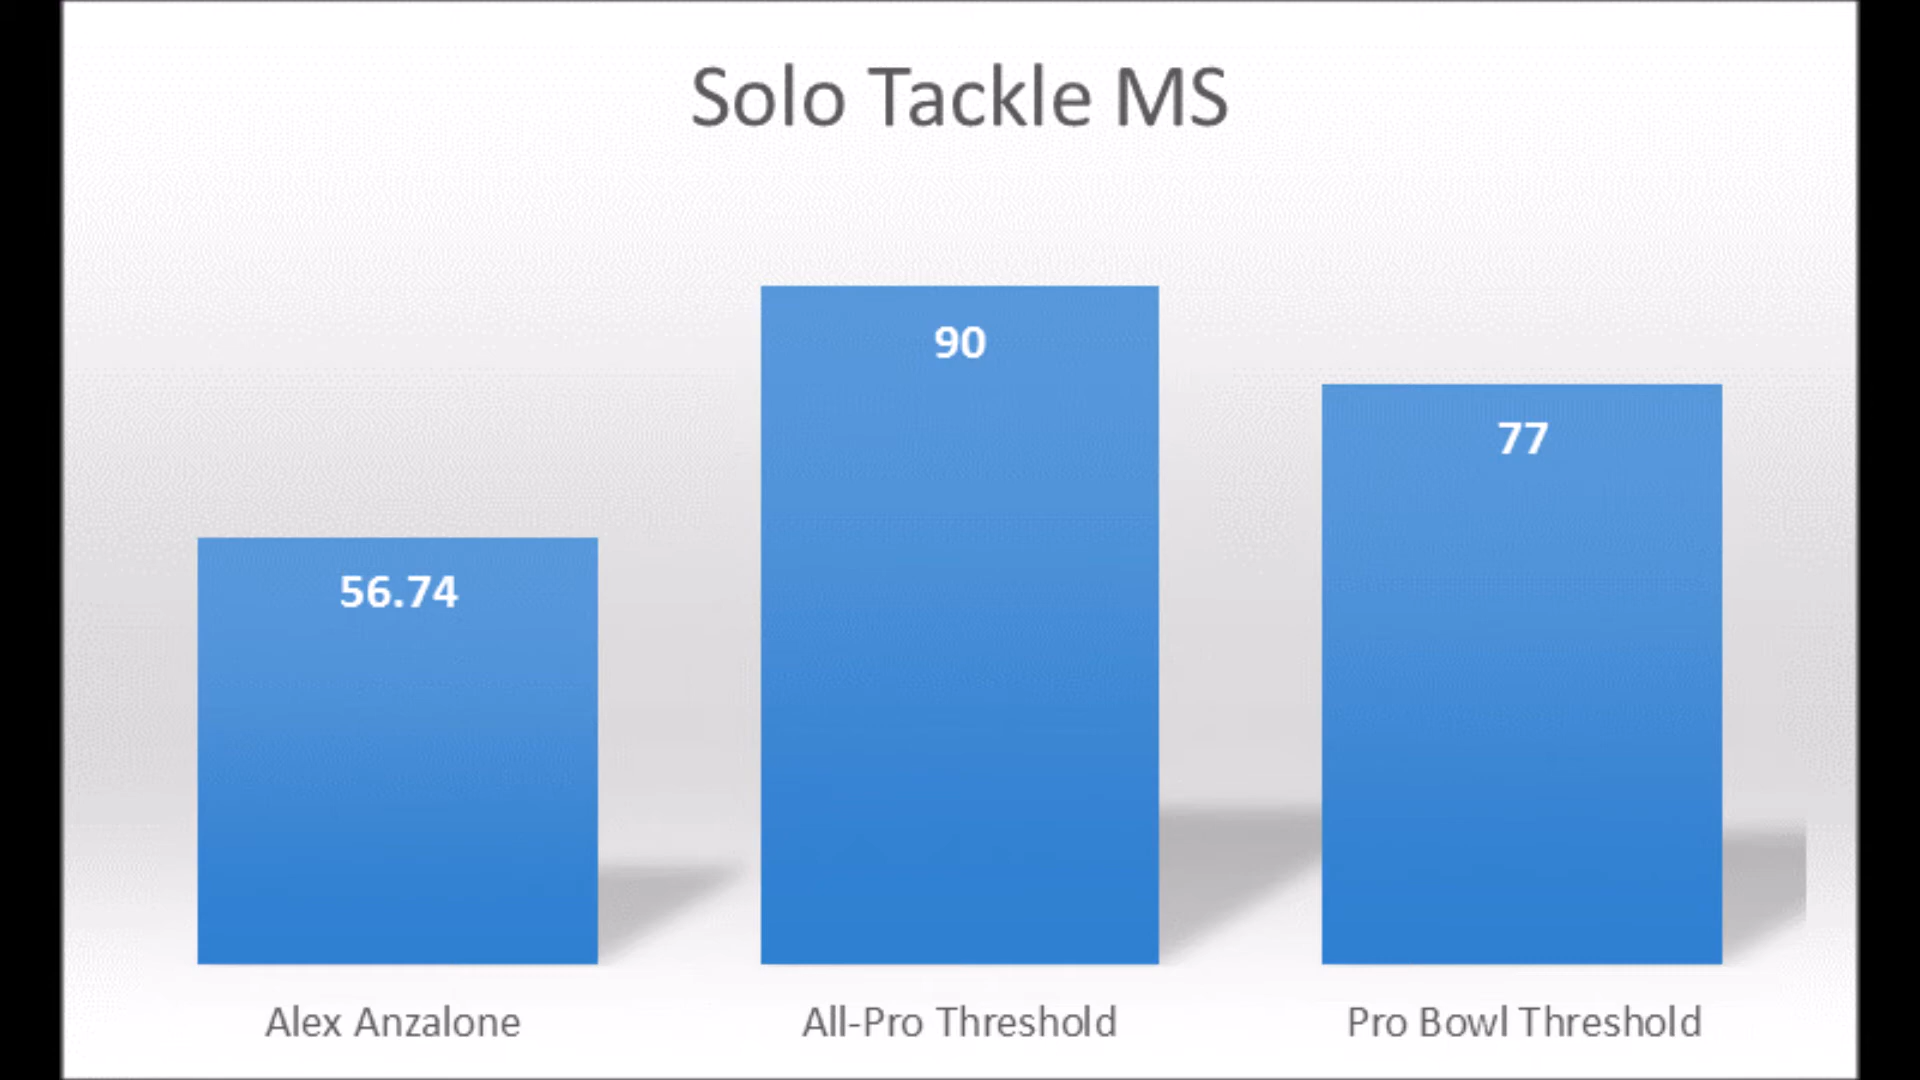 Solo Tackle MS
90
77
56.74
Alex Anzalone
All-Pro Threshold
Pro Bowl Threshold